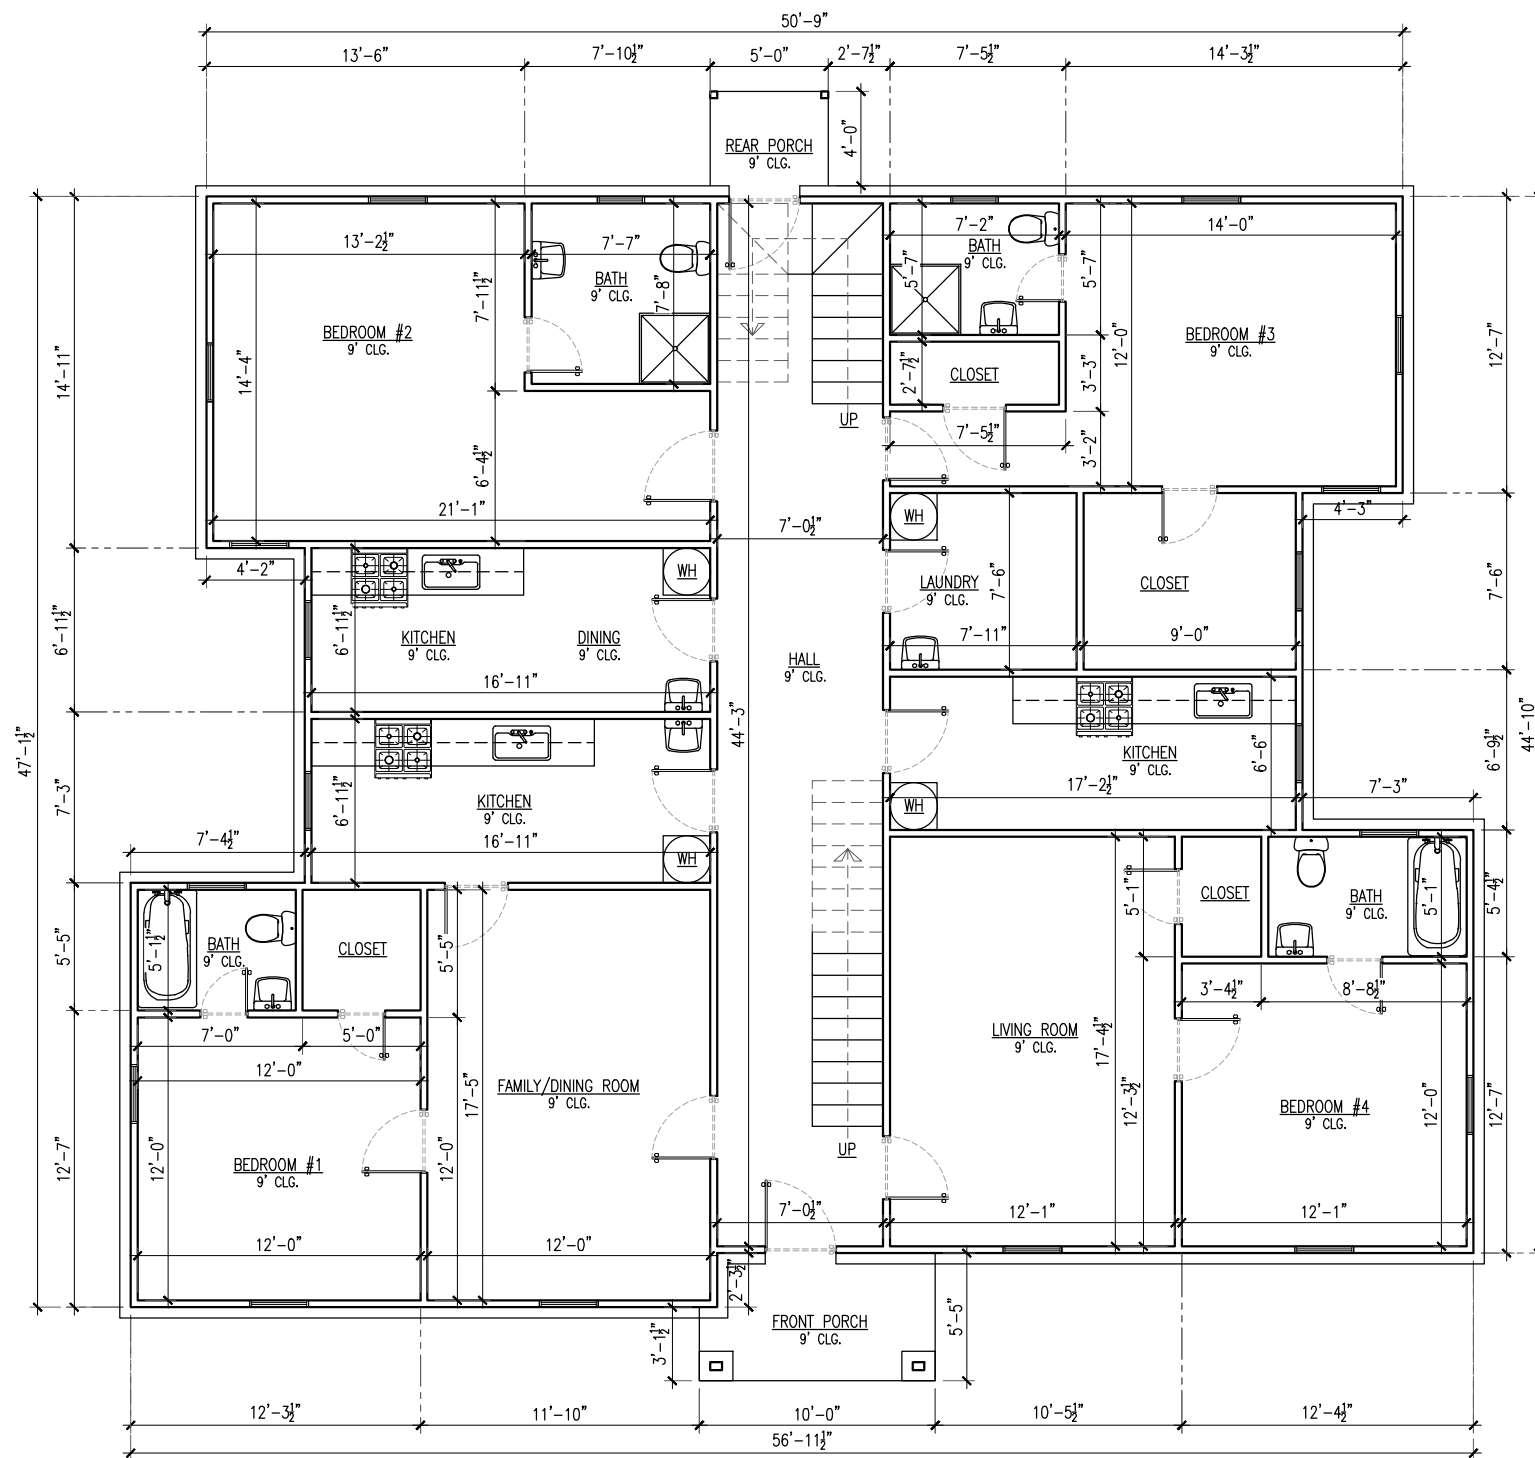 50'-9"
13'-6" 7'-10½" 5'-0" 2'-7½" 7'-5½" 14'-3½"
REAR PORCH
9' CLG.
4'-0"
13'-2½" 7'-7" 7'-2" 14'-0"
BATH
9' CLG.
7'-11½"
7'-8"
BATH
9' CLG.
5'-7"
5'-7"
BEDROOM #2
9' CLG.
BEDROOM #3
9' CLG.
14'-11"
14'-4"
12'-0"
12'-7"
2'-7½"
CLOSET
3'-3"
UP
7'-5½"
3'-2"
6'-4½"
21'-1"
7'-0½"
WH
4'-3"
4'-2"
WH
LAUNDRY
9' CLG.
7'-6"
CLOSET
7'-6"
6'-11½"
6'-11½"
KITCHEN
9' CLG.
DINING
9' CLG.
HALL
9' CLG.
7'-11" 9'-0"
16'-11"
47'-1½"
44'-3"
44'-10"
KITCHEN
9' CLG.
6'-6"
6'-9½"
7'-3"
6'-11½"
KITCHEN
9' CLG.
WH
17'-2½" 7'-3"
7'-4½" 16'-11"
WH
5'-5"
5'-1½"
BATH
9' CLG.
CLOSET
5'-5"
5'-1"
CLOSET
BATH
9' CLG.
5'-1"
5'-4½"
3'-4½" 8'-8½"
7'-0" 5'-0"
12'-0"
LIVING ROOM
9' CLG.
17'-4½"
FAMILY/DINING ROOM
9' CLG.
17'-5"
12'-3½"
BEDROOM #4
9' CLG.
12'-0"
12'-7"
12'-7"
12'-0"
BEDROOM #1
9' CLG.
12'-0"
UP
7'-0½" 12'-1" 12'-1"
12'-0" 12'-0"
2'-3½"
FRONT PORCH
9' CLG.
3'-1½"
5'-5"
12'-3½" 11'-10" 10'-0" 10'-5½" 12'-4½"
56'-11½"